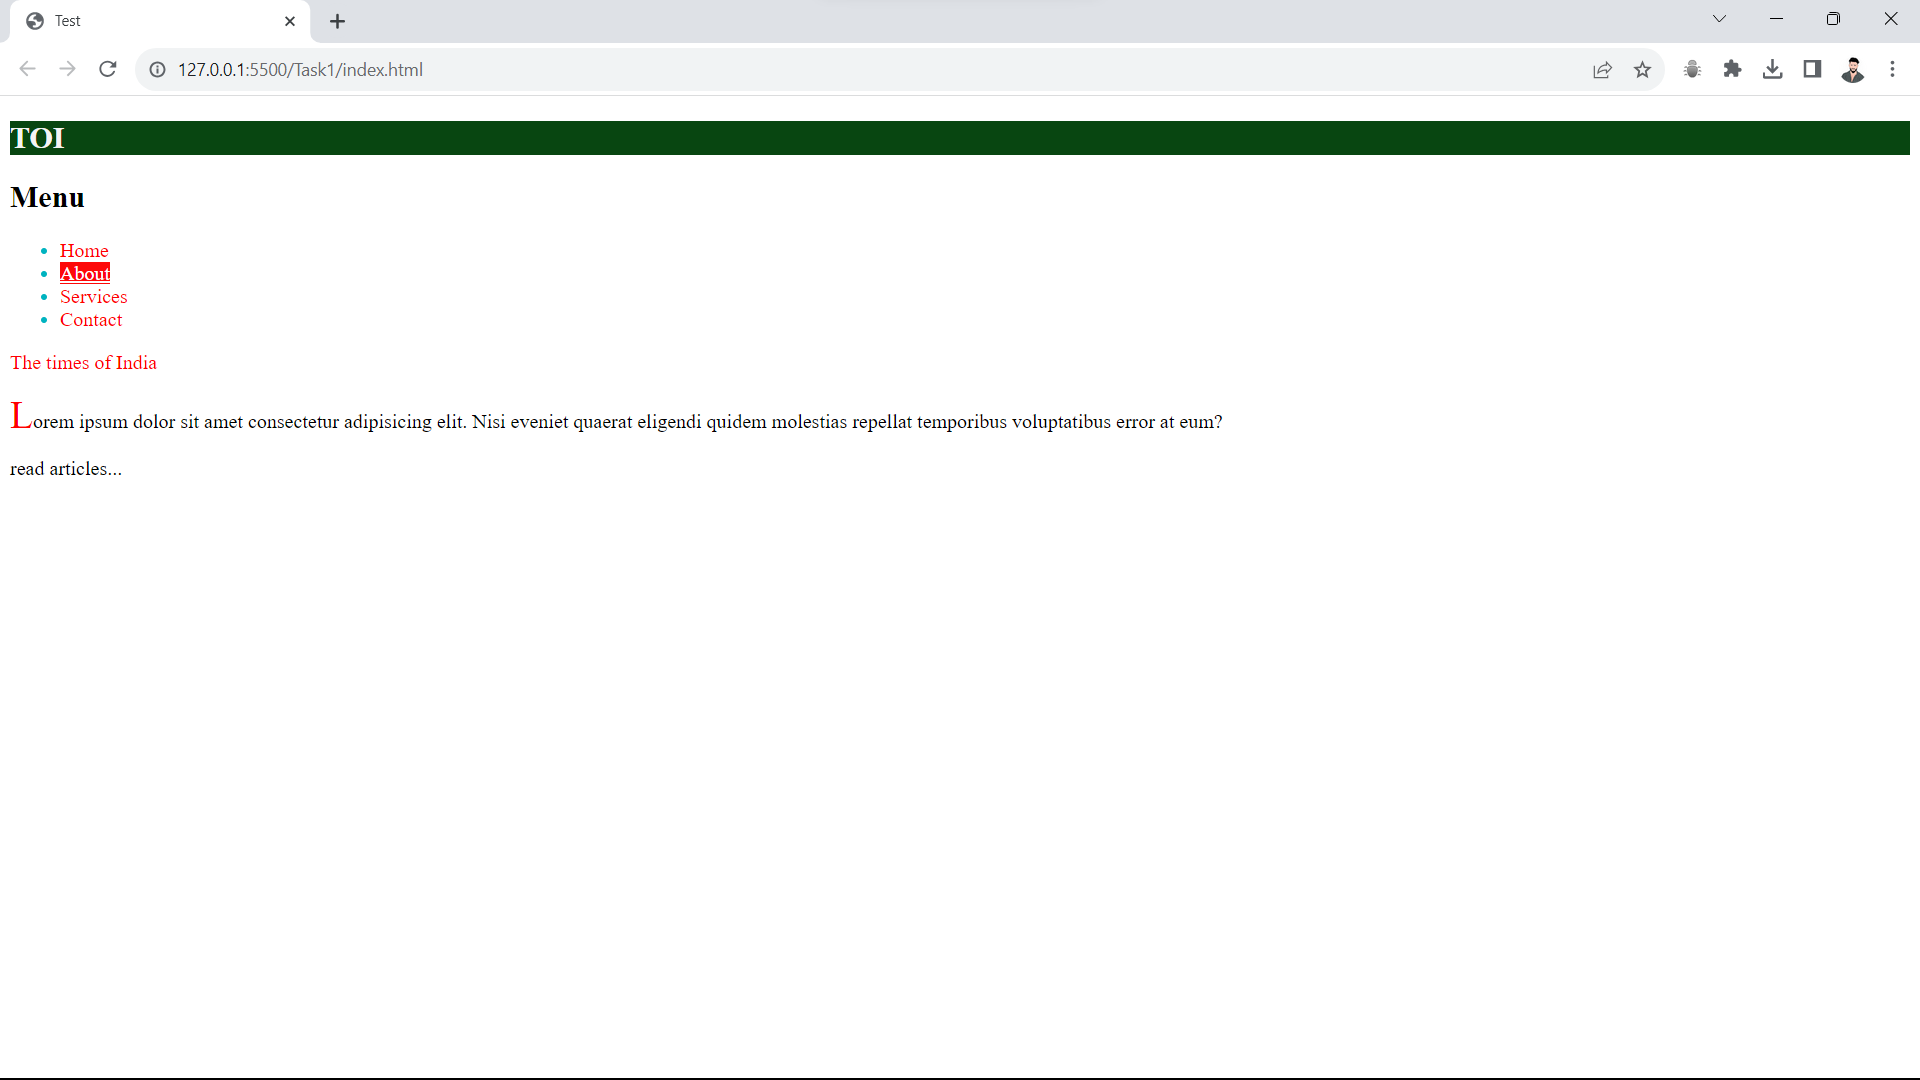 Test
127.0.0.1:5500/Task1/index.html
TOI
Menu
Home
About
Services
Contact
The times of India
Lorem ipsum dolor sit amet consectetur adipisicing elit. Nisi eveniet quaerat eligendi quidem molestias repellat temporibus voluptatibus error at eum?
read articles...